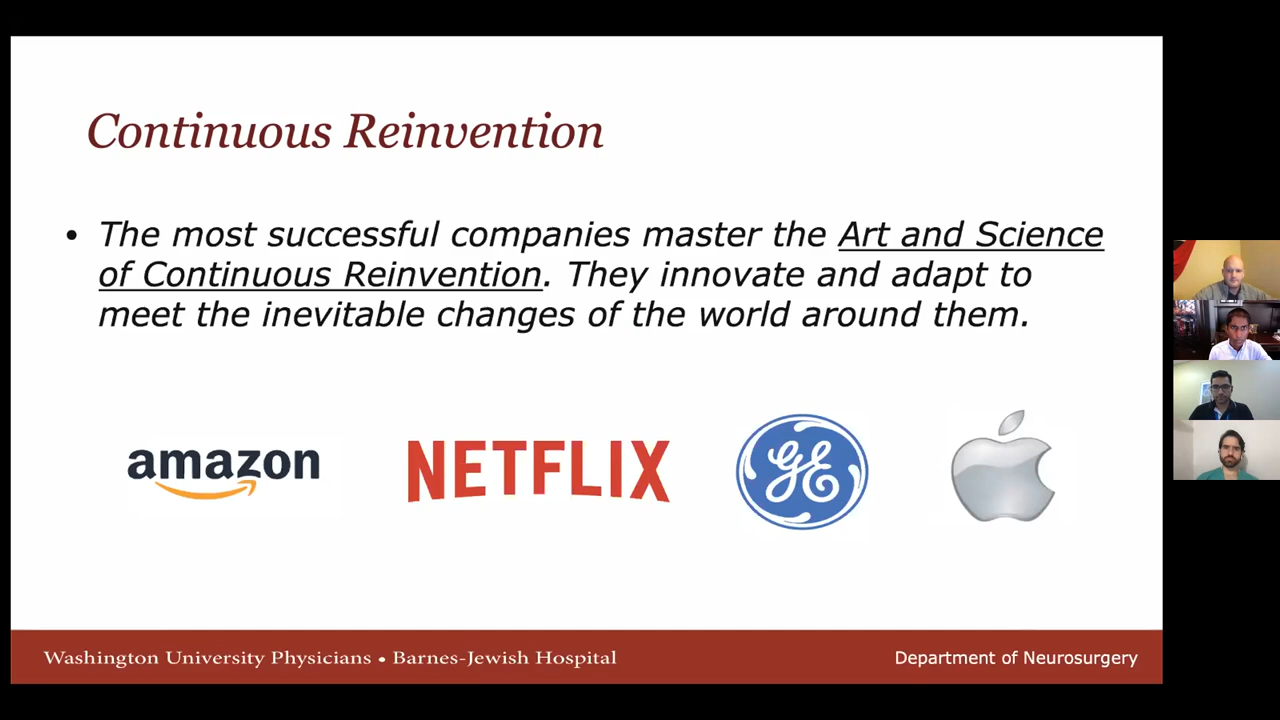 Continuous Reinvention
• The most successful companies master the Art and Science
of Continuous Reinvention. They innovate and adapt to
meet the inevitable changes of the world around them.
amazon
NETFLIX
GE
Washington University Physicians • Barnes-Jewish Hospital
Department of Neurosurgery